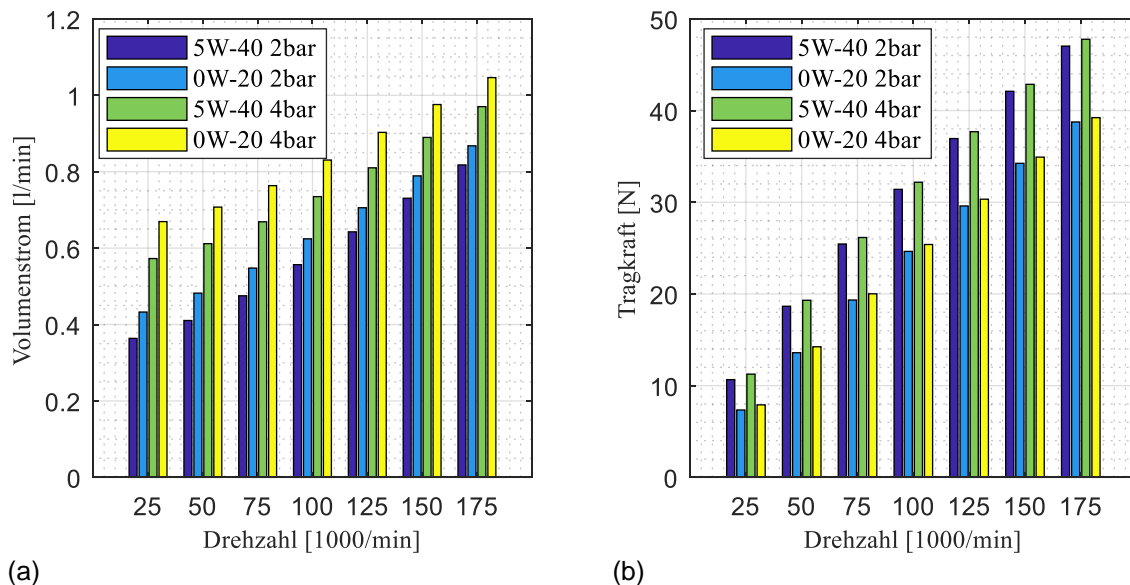 1.2
1
0.8
0.6
0.4
0.2
0
Volumenstrom [l/min]
5W-40 2bar
0W-20 2bar
5W-40 4bar
0W-20 4bar
25 50 75 100 125 150 175
Drehzahl [1000/min]
(a)
50
40
30
20
10
0
Tragkraft [N]
5W-40 2bar
0W-20 2bar
5W-40 4bar
0W-20 4bar
25 50 75 100 125 150 175
Drehzahl [1000/min]
(b)